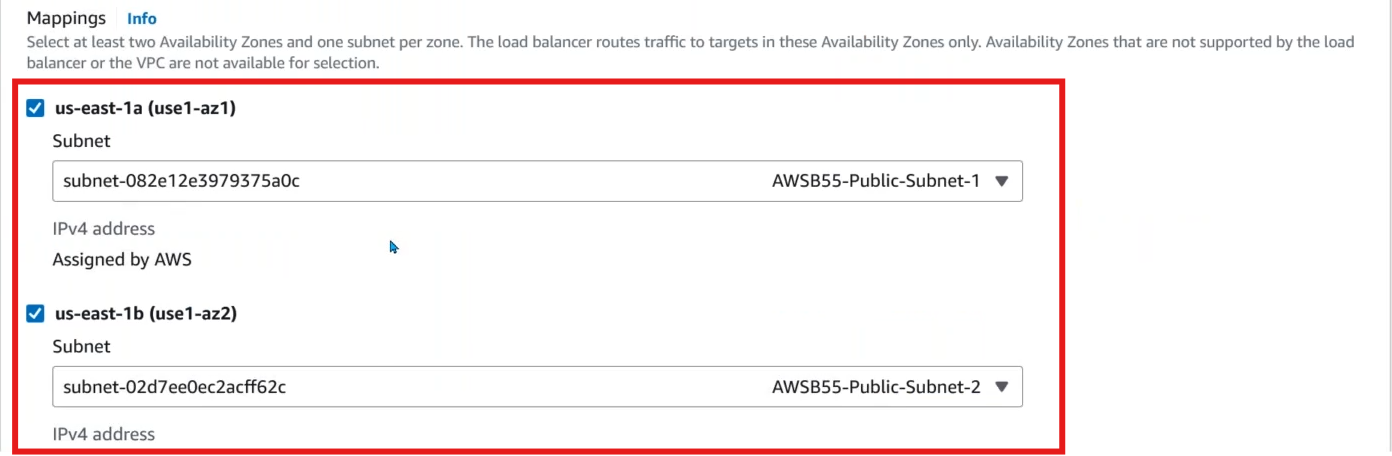 Mappings Info
Select at least two Availability Zones and one subnet per zone. The load balancer routes traffic to targets in these Availability Zones only. Availability Zones that are not supported by the load
balancer or the VPC are not available for selection.
us-east-1a (use1-az1)
Subnet
subnet-082e12e3979375a0c AWSB55-Public-Subnet-1
IPv4 address
Assigned by AWS
us-east-1b (use1-az2)
Subnet
subnet-02d7ee0ec2acff62c AWSB55-Public-Subnet-2
IPv4 address